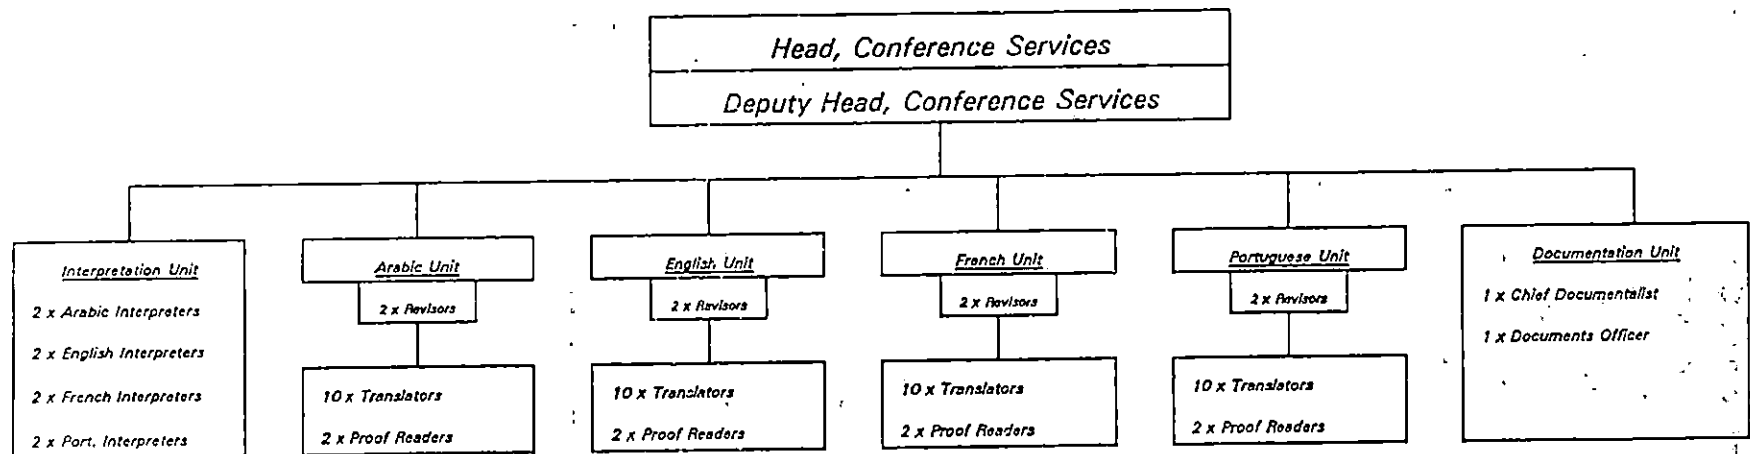 Head, Conference Services
Deputy Head, Conference Services
Interpretation Unit
2 x Arabic Interpreters
2 x English Interpreters
2 x French Interpreters
2 x Port. Interpreters
Arabic Unit
2 x Revisors
10 x Translators
2 x Proof Readers
English Unit
2 x Revisors
10 x Translators
2 x Proof Readers
French Unit
2 x Revisors
10 x Translators
2 x Proof Readers
Portuguese Unit
2 x Revisors
10 x Translators
2 x Proof Readers
Documentation Unit
1 x Chief Documentalist
1 x Documents Officer